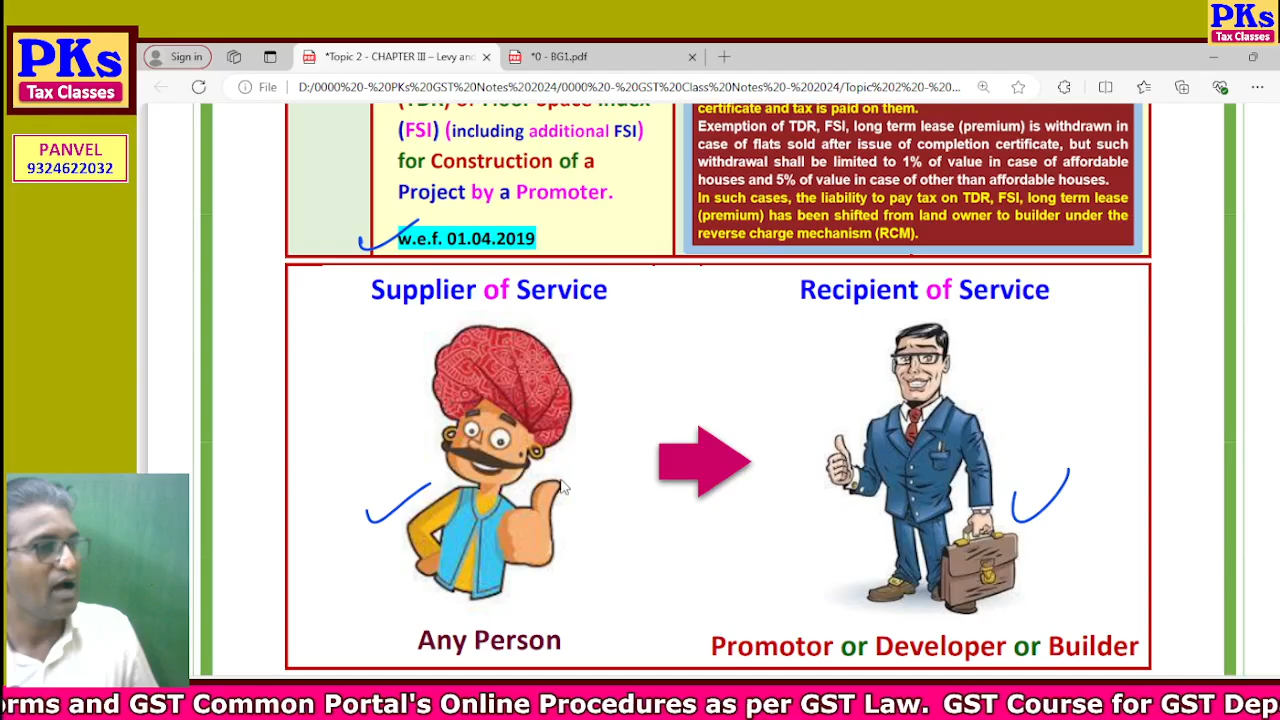 PKs
Tax Classes
PKs
Tax Classes
Sign in
*Topic 2 - CHAPTER III – Levy and
*0 - BG1.pdf
File
D:/0000%20-%20PKs%20GST%20Notes%202024/0000%20-%20GST%20Class%20Notes%20-%202024/Topic%202%20-%20...
PANVEL
9324622032
(TDR) or Floor Space Index
(FSI) (including additional FSI)
for Construction of a
Project by a Promoter.
w.e.f. 01.04.2019
certificate and tax is paid on them.
Exemption of TDR, FSI, long term lease (premium) is withdrawn in
case of flats sold after issue of completion certificate, but such
withdrawal shall be limited to 1% of value in case of affordable
houses and 5% of value in case of other than affordable houses.
In such cases, the liability to pay tax on TDR, FSI, long term lease
(premium) has been shifted from land owner to builder under the
reverse charge mechanism (RCM).
Supplier of Service
Recipient of Service
Any Person
Promotor or Developer or Builder
orms and GST Common Portal's Online Procedures as per GST Law. GST Course for GST Dep